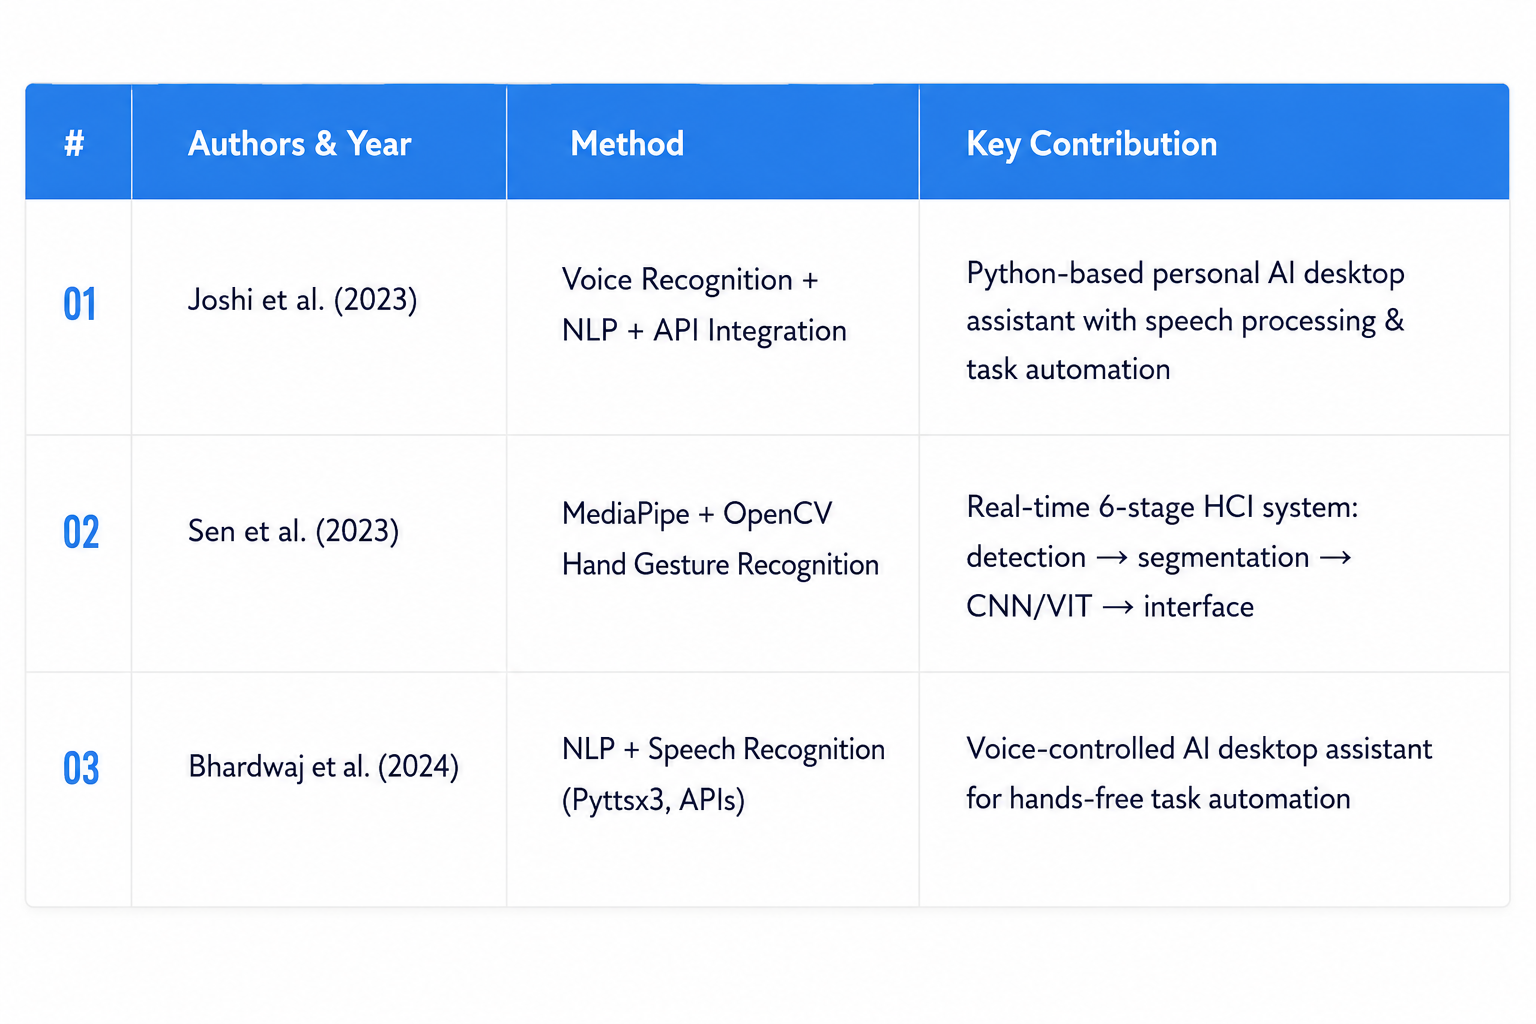 # Authors & Year Method Key Contribution
01 Joshi et al. (2023)
Voice Recognition +
NLP + API Integration
Python-based personal AI desktop
assistant with speech processing &
task automation
02 Sen et al. (2023)
MediaPipe + OpenCV
Hand Gesture Recognition
Real-time 6-stage HCI system:
detection → segmentation →
CNN/VIT → interface
03 Bhardwaj et al. (2024)
NLP + Speech Recognition
(Pyttsx3, APIs)
Voice-controlled AI desktop assistant
for hands-free task automation